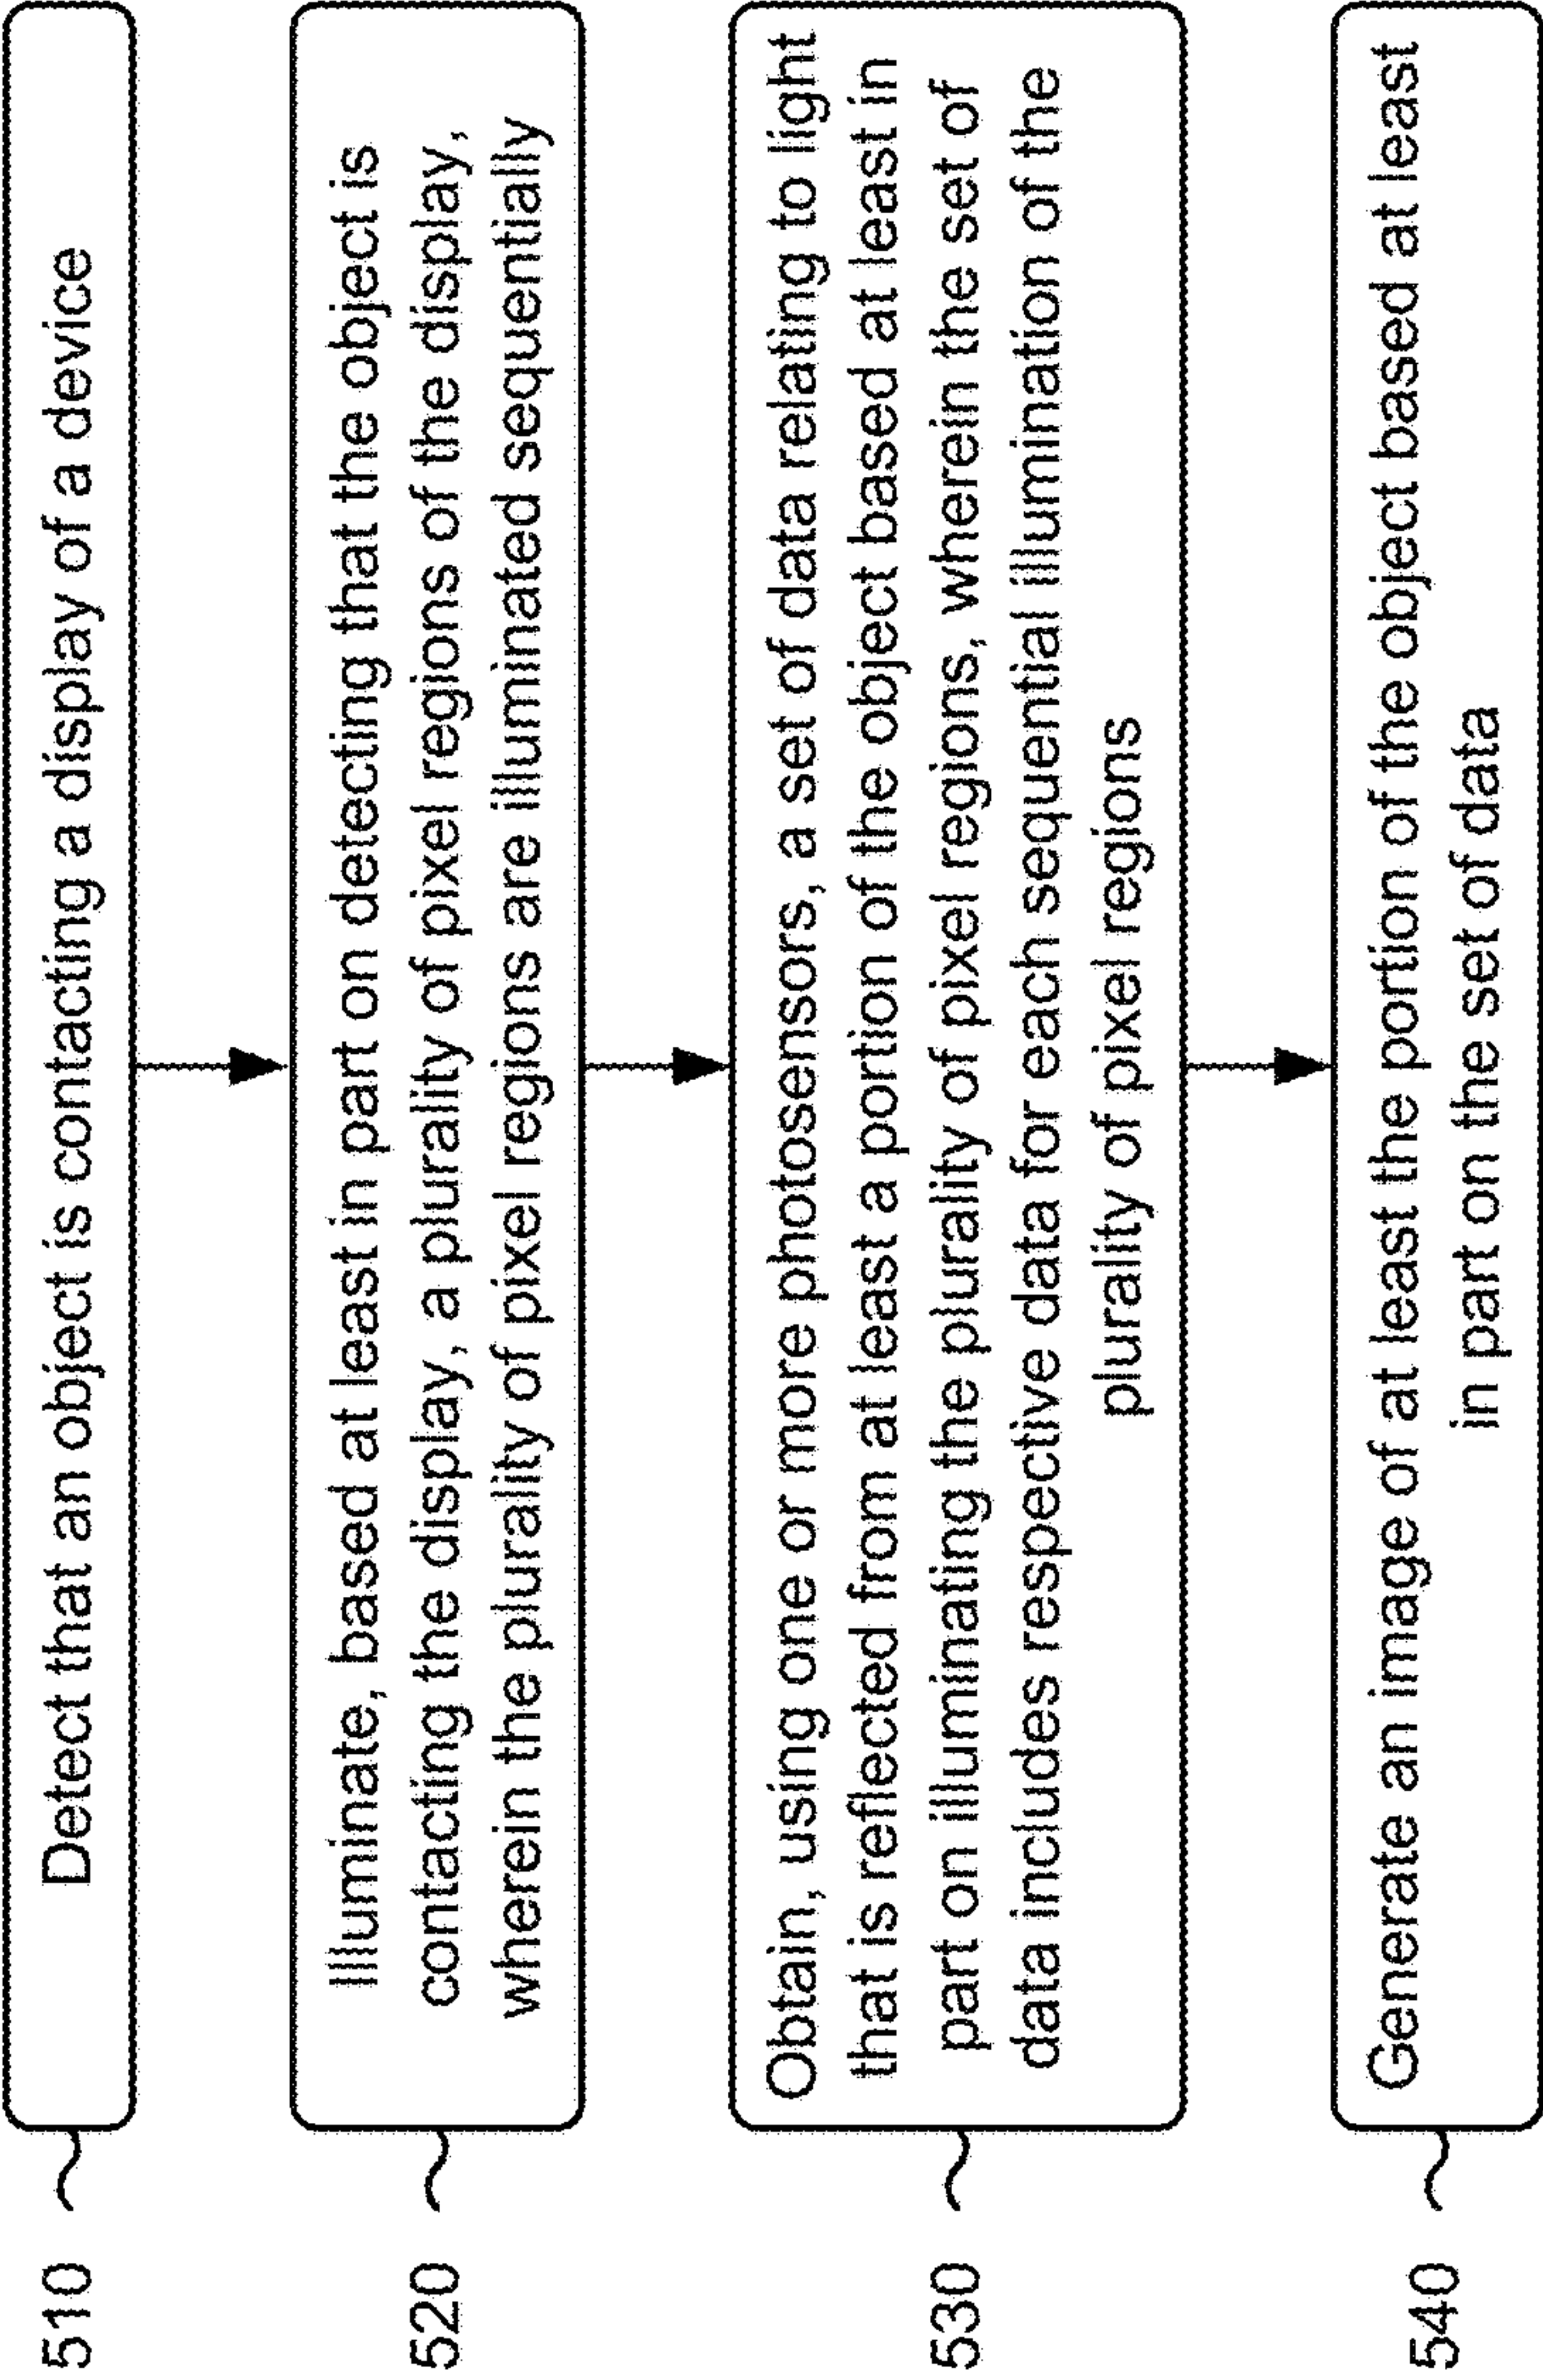 510
Detect that an object is contacting a display of a device
520
Illuminate, based at least in part on detecting that the object is
contacting the display, a plurality of pixel regions of the display,
wherein the plurality of pixel regions are illuminated sequentially
530
Obtain, using one or more photosensors, a set of data relating to light
that is reflected from at least a portion of the object based at least in
part on illuminating the plurality of pixel regions, wherein the set of
data includes respective data for each sequential illumination of the
plurality of pixel regions
540
Generate an image of at least the portion of the object based at least
in part on the set of data